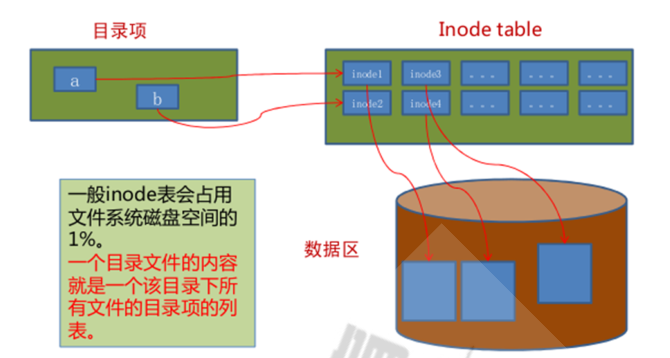 目录项
Inode table
a
b
inode1
inode3
。。。
。。。
。。。
inode2
inode4
。。。
。。。
。。。
一般inode表会占用
文件系统磁盘空间的
1%。
一个目录文件的内容
就是一个该目录下所
有文件的目录项的列
表。
数据区